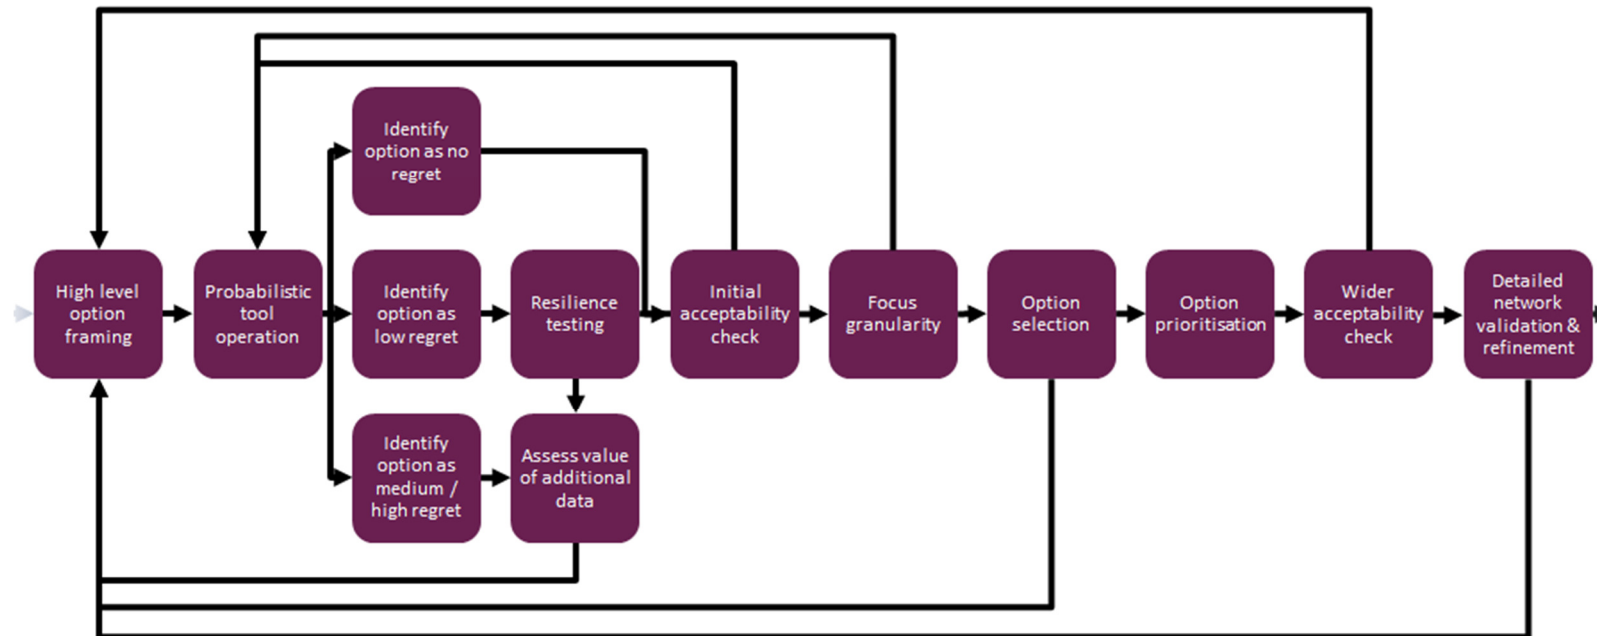 Identify
option as no
regret
High level
option
framing
Probabilistic
tool
operation
Identify
option as
low regret
Resilience
testing
Initial
acceptability
check
Focus
granularity
Option
selection
Option
prioritisation
Wider
acceptability
check
Detailed
network
validation &
refinement
Identify
option as
medium /
high regret
Assess value
of additional
data